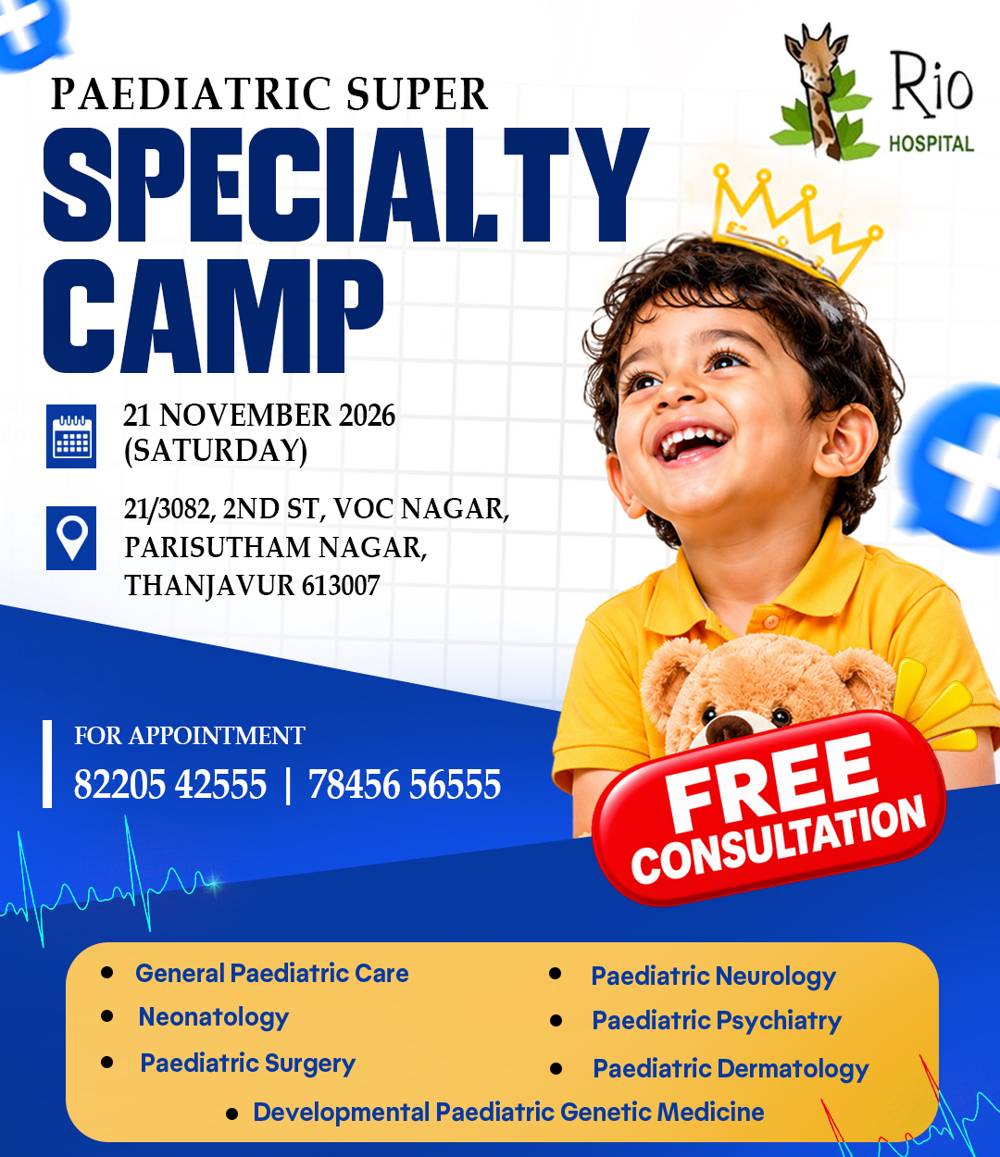 Rio
HOSPITAL
PAEDIATRIC SUPER
SPECIALTY
CAMP
21 NOVEMBER 2026
(SATURDAY)
21/3082, 2ND ST, VOC NAGAR,
PARISUTHAM NAGAR,
THANJAVUR 613007
FOR APPOINTMENT
82205 42555 | 78456 56555
FREE
CONSULTATION
• General Paediatric Care
• Neonatology
• Paediatric Surgery
• Paediatric Neurology
• Paediatric Psychiatry
• Paediatric Dermatology
• Developmental Paediatric Genetic Medicine